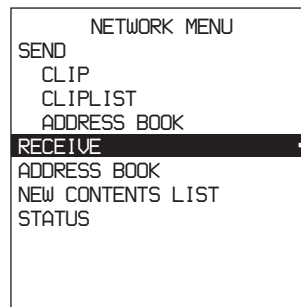 NETWORK MENU
SEND
CLIP
CLIPLIST
ADDRESS BOOK
RECEIVE
ADDRESS BOOK
NEW CONTENTS LIST
STATUS